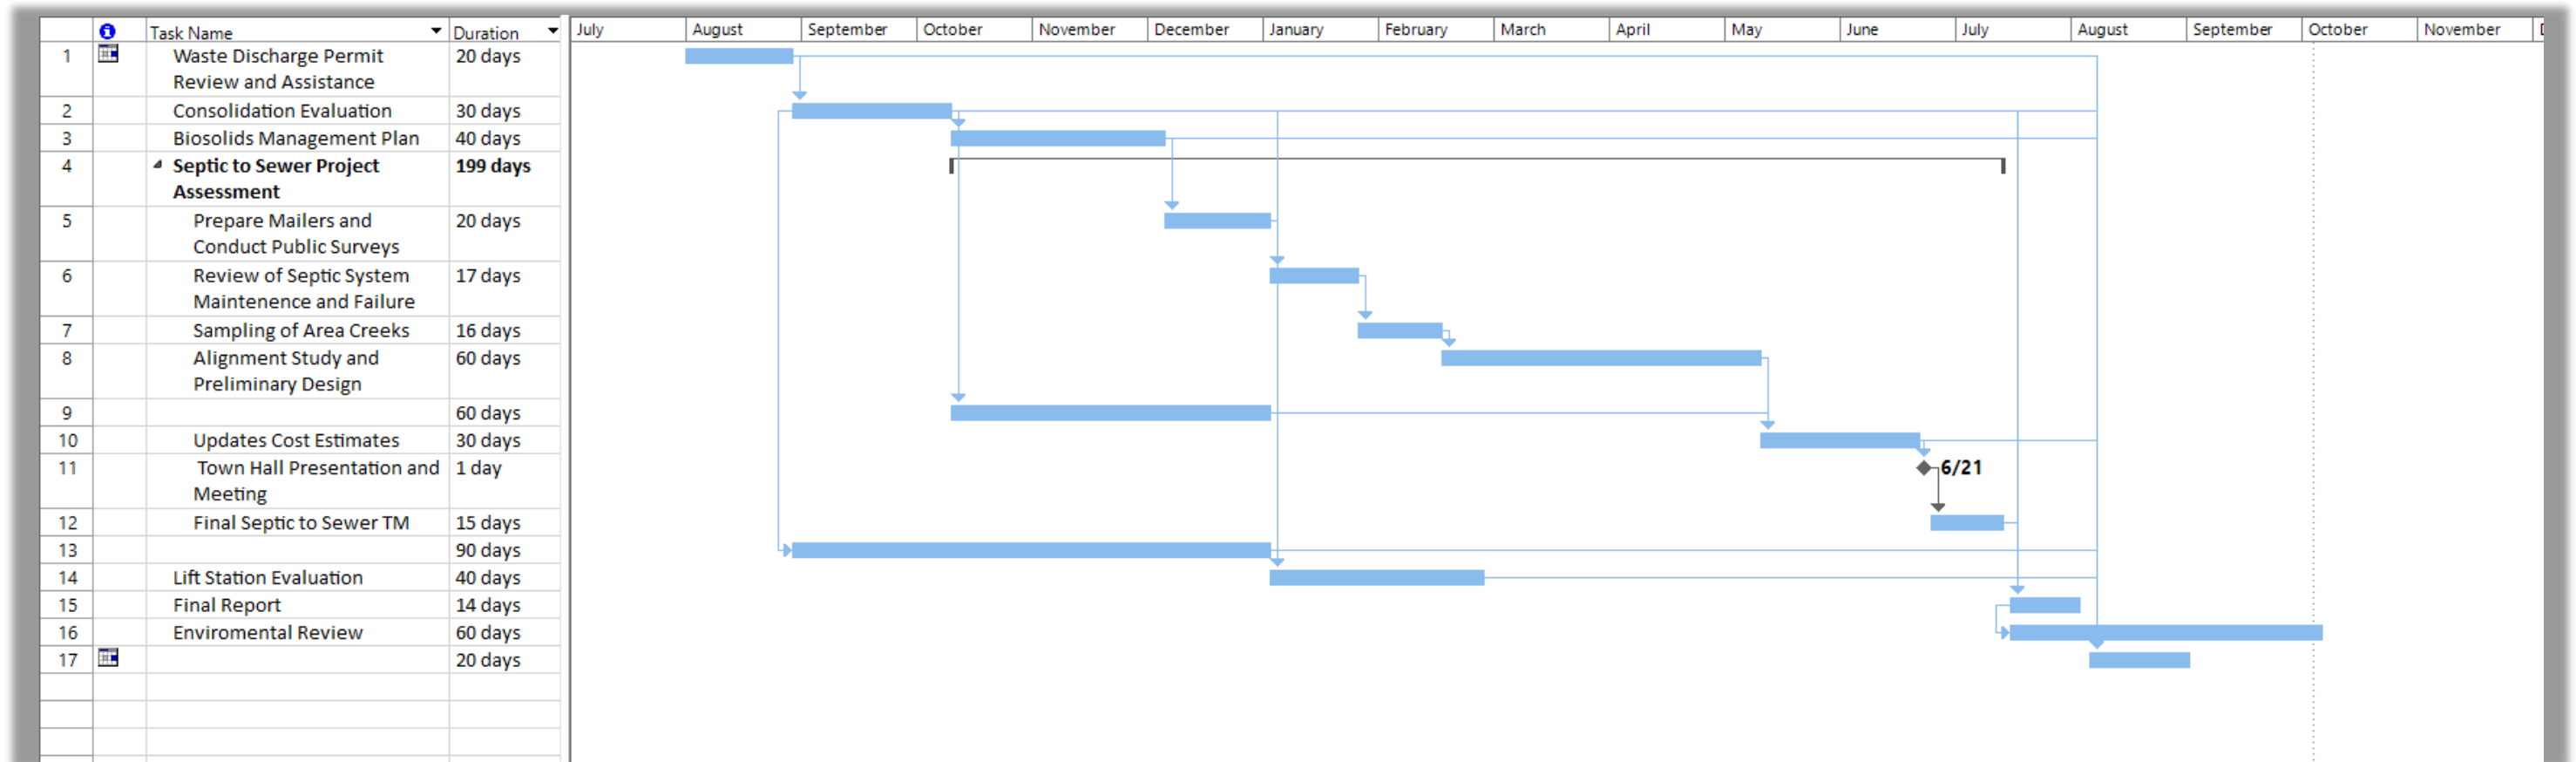 Task Name Duration July August September October November December January February March April May June July August September October November
1 Waste Discharge Permit 20 days
Review and Assistance
2 Consolidation Evaluation 30 days
3 Biosolids Management Plan 40 days
4 Septic to Sewer Project 199 days
Assessment
5 Prepare Mailers and 20 days
Conduct Public Surveys
6 Review of Septic System 17 days
Maintenence and Failure
7 Sampling of Area Creeks 16 days
8 Alignment Study and 60 days
Preliminary Design
9 60 days
10 Updates Cost Estimates 30 days
11 Town Hall Presentation and 1 day 6/21
Meeting
12 Final Septic to Sewer TM 15 days
13 90 days
14 Lift Station Evaluation 40 days
15 Final Report 14 days
16 Enviromental Review 60 days
17 20 days